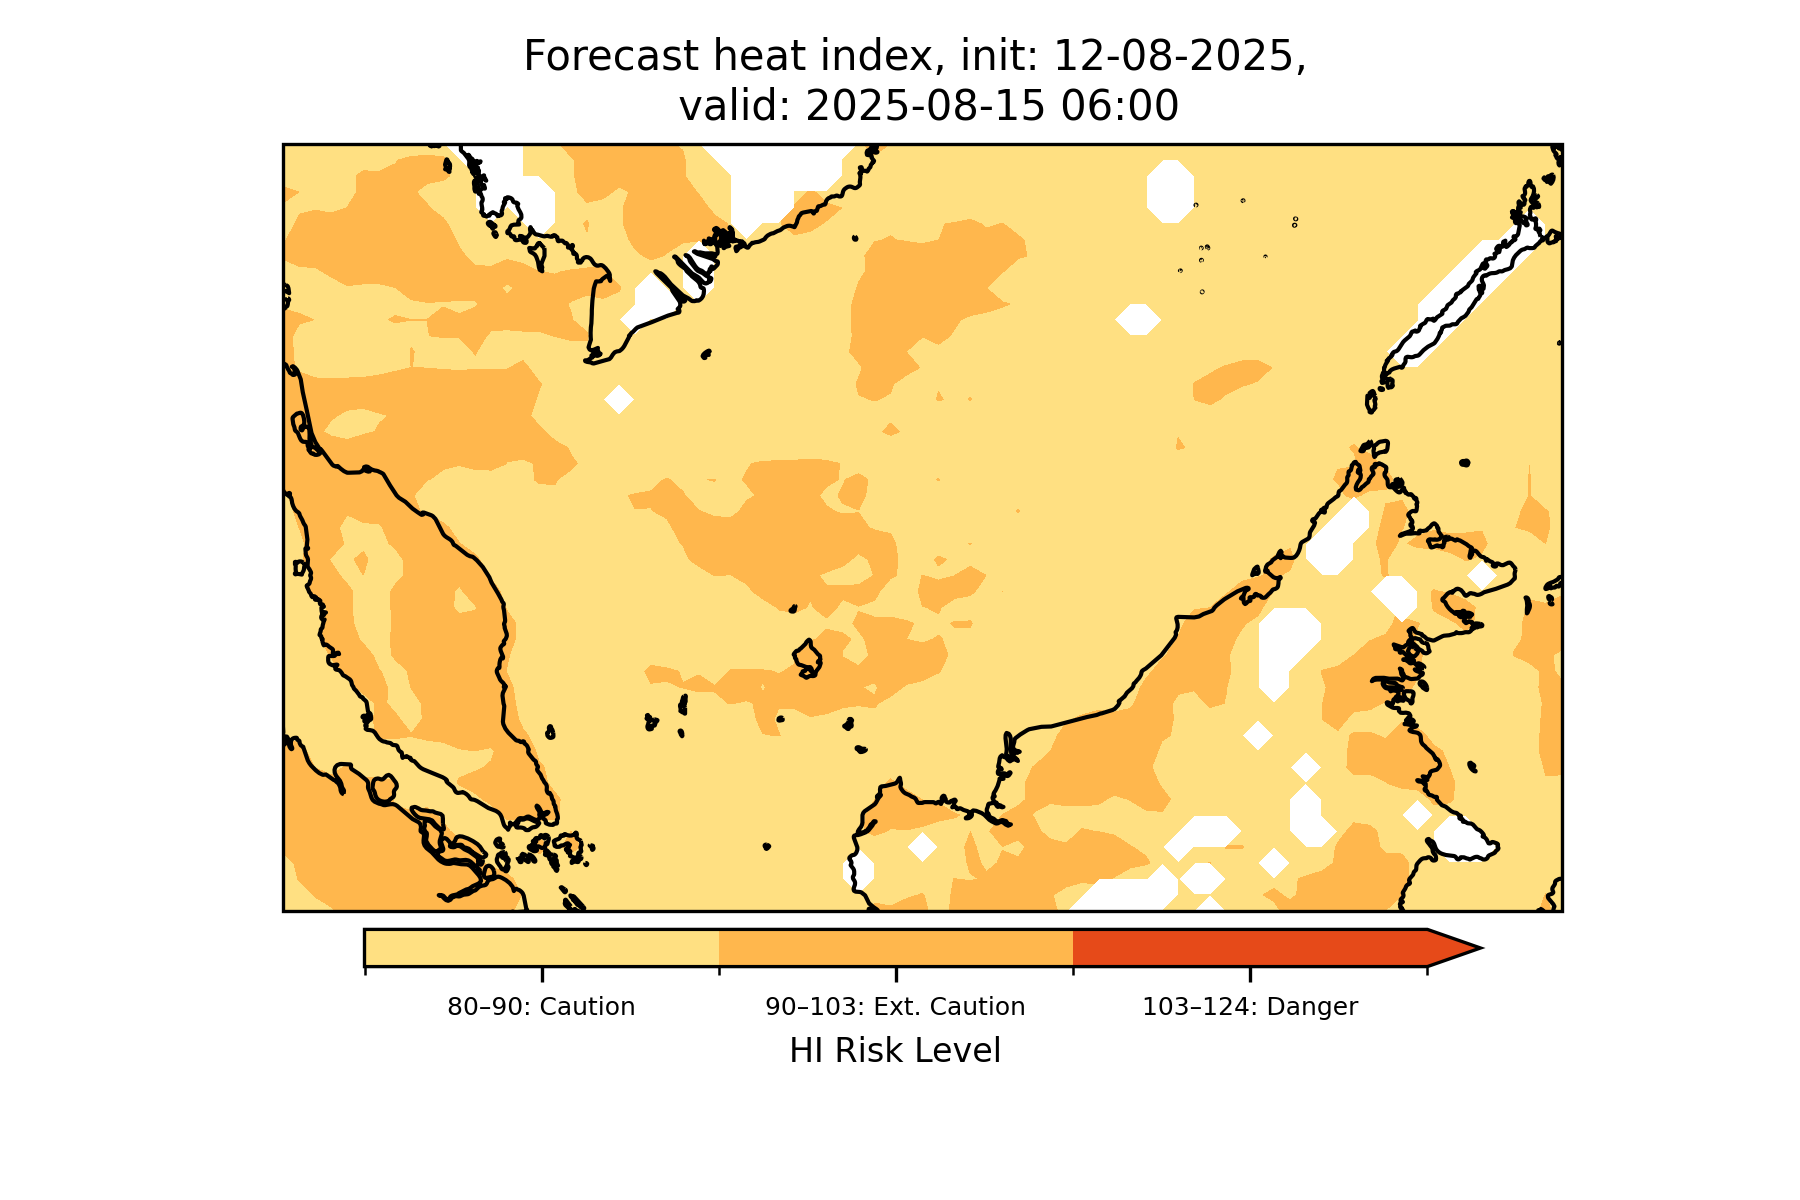 Forecast heat index, init: 12-08-2025,
valid: 2025-08-15 06:00
80–90: Caution
90–103: Ext. Caution
103–124: Danger
HI Risk Level